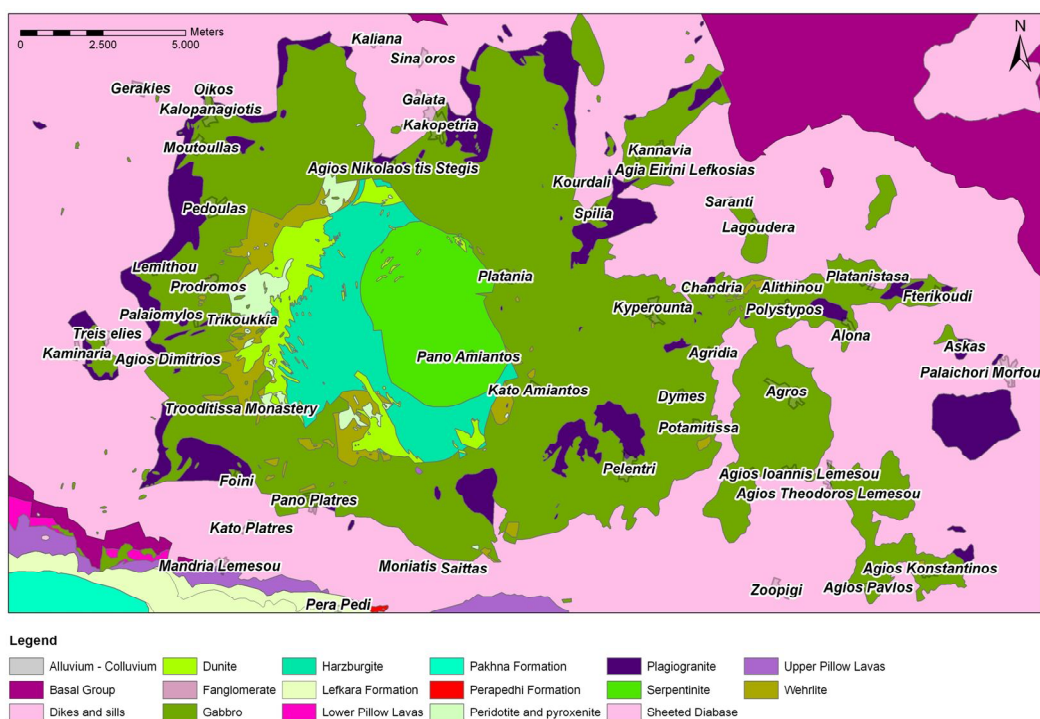 Meters
0 2.500 5.000
N
Kaliana
Sina oros
Gerakles Oikos
Galata
Kalopanagiotis
Kakopetria
Moutoullas
Kannavia
Agios Nikolaos tis Stegis
Agia Eirini Lefkosias
Kourdali
Saranti
Pedoulas
Spilia
Lagoudera
Lemithou
Platania
Platanistasa
Prodromos
Chandria Alithinou
Fterikoudi
Kyperounta
Polystypos
Palaiomylos
Trikoukkia
Treis elies
Alona
Askas
Kaminaria
Agios Dimitrios
Pano Amiantos
Agridia
Palaichori Morfou
Kato Amiantos
Dymes
Agros
Trooditissa Monastery
Potamitissa
Pelentri
Foini
Agios Ioannis Lemesou
Pano Platres
Agios Theodoros Lemesou
Kato Platres
Mandria Lemesou
Moniatis Saittas
Agios Konstantinos
Zoopigi
Agios Pavlos
Pera Pedi
Legend
Alluvium - Colluvium Dunite Harzburgite Pakhna Formation Plagiogranite Upper Pillow Lavas
Basal Group Fanglomerate Lefkara Formation Perapedhi Formation Serpentinite Wehrlite
Dikes and sills Gabbro Lower Pillow Lavas Peridotite and pyroxenite Sheeted Diabase